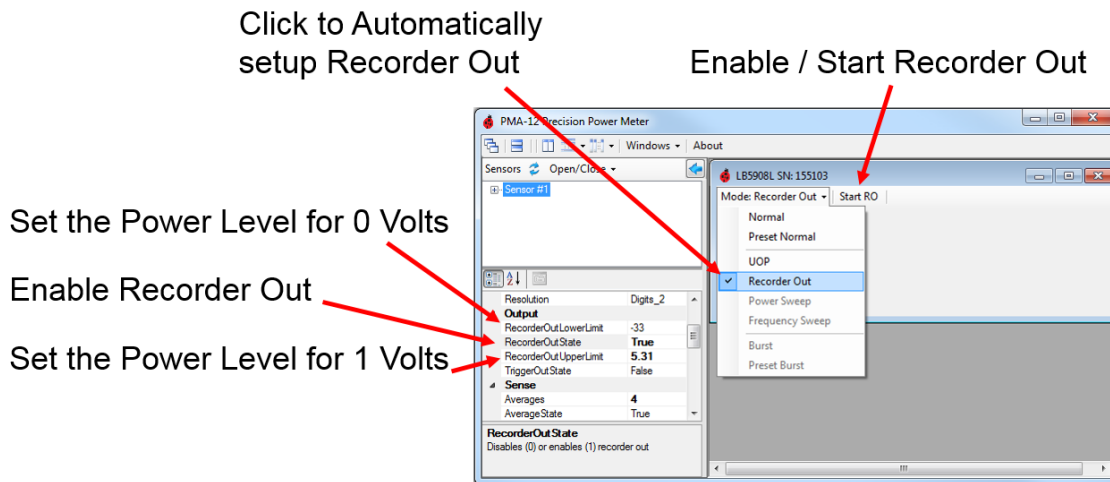 Click to Automatically
setup Recorder Out
Enable / Start Recorder Out
Set the Power Level for 0 Volts
Enable Recorder Out
Set the Power Level for 1 Volts
PMA-12 Precision Power Meter
Windows
About
Sensors
Open/Close
Sensor #1
Resolution Digits_2
Output
RecorderOutLowerLimit -33
RecorderOutState True
RecorderOutUpperLimit 5.31
TriggerOutState False
Sense
Averages 4
AverageState True
RecorderOutState
Disables (0) or enables (1) recorder out
LB5908L SN: 155103
Mode: Recorder Out
Start RO
Normal
Preset Normal
UOP
Recorder Out
Power Sweep
Frequency Sweep
Burst
Preset Burst